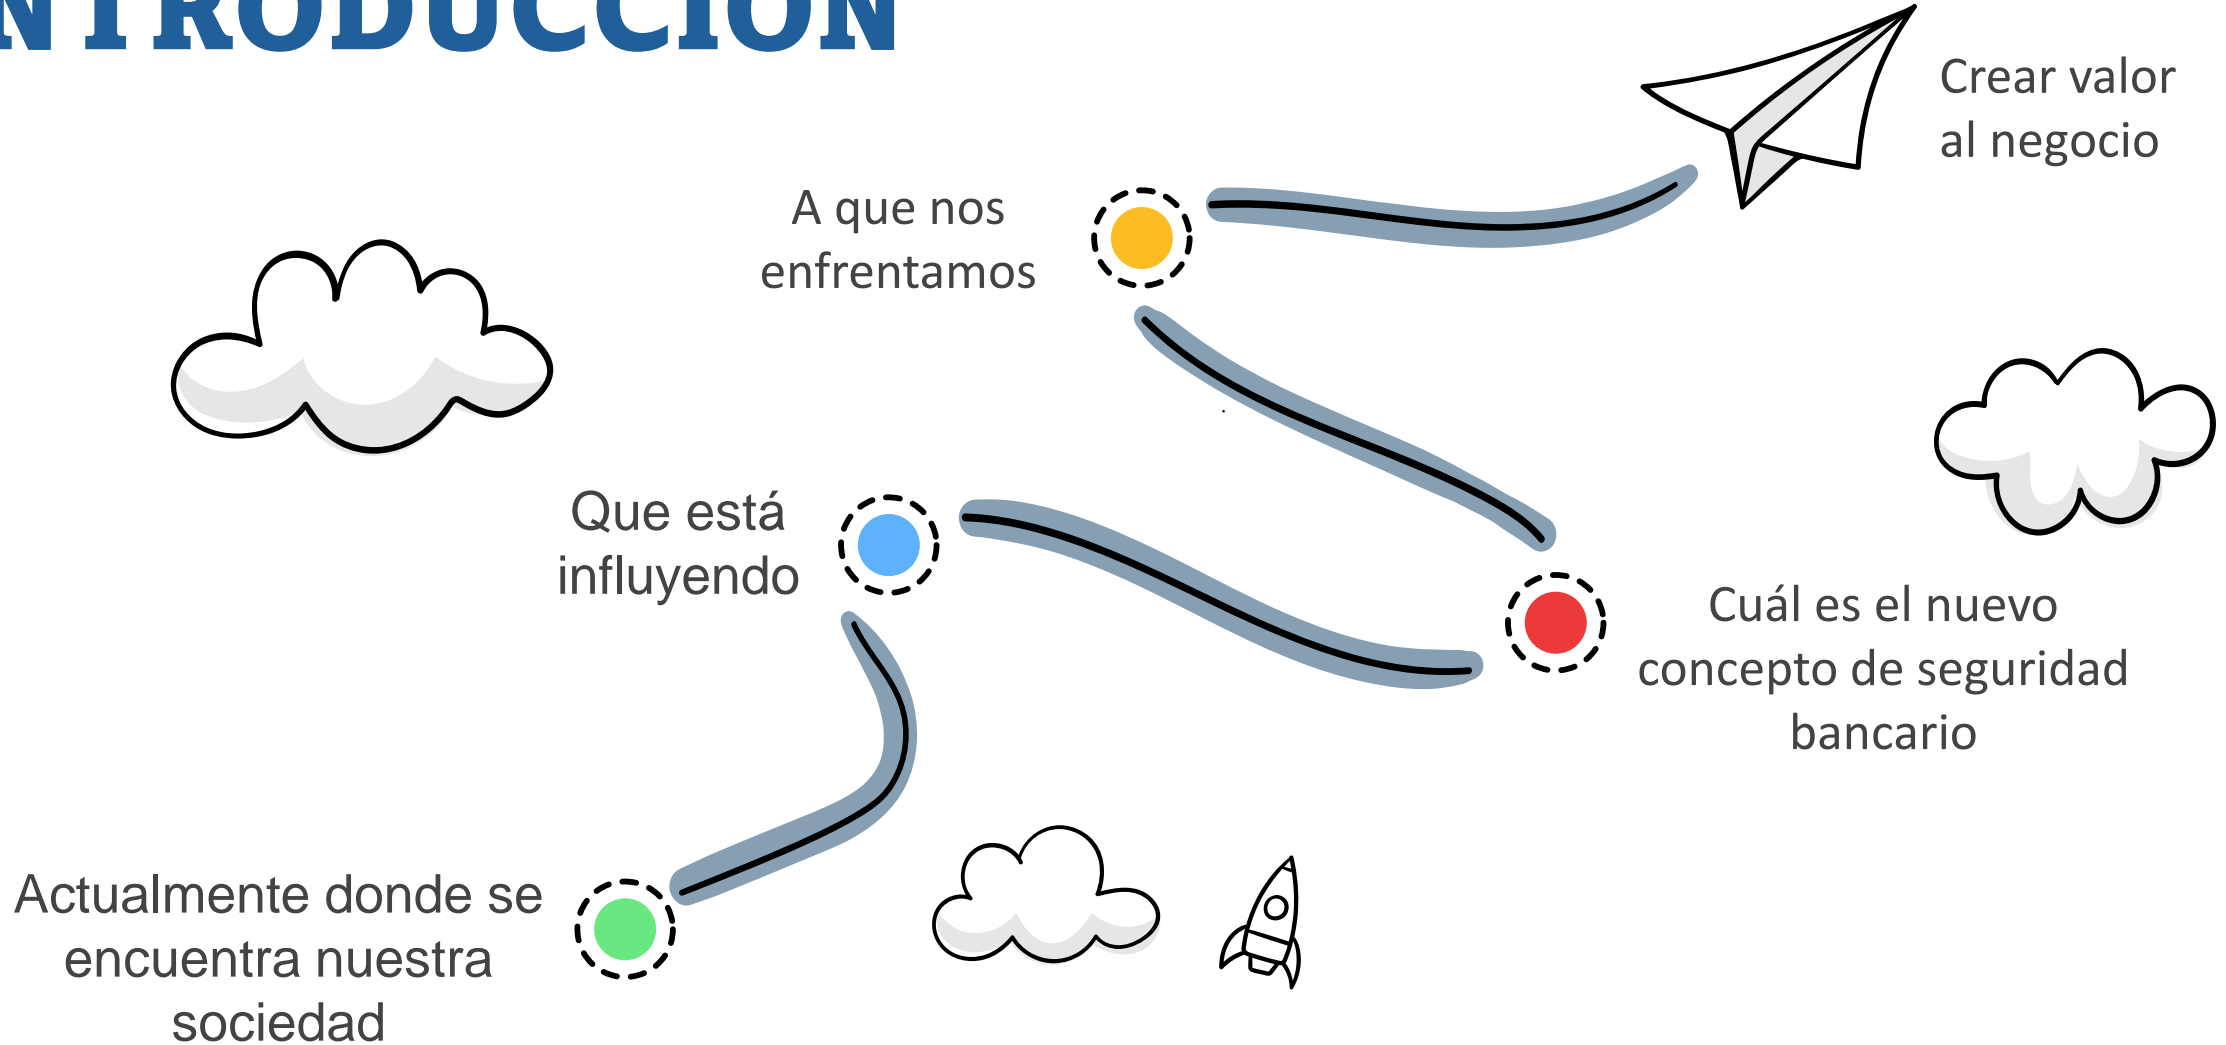 NTRODUCCIÓN
Crear valor
al negocio
A que nos
enfrentamos
Que está
influyendo
Cuál es el nuevo
concepto de seguridad
bancario
Actualmente donde se
encuentra nuestra
sociedad